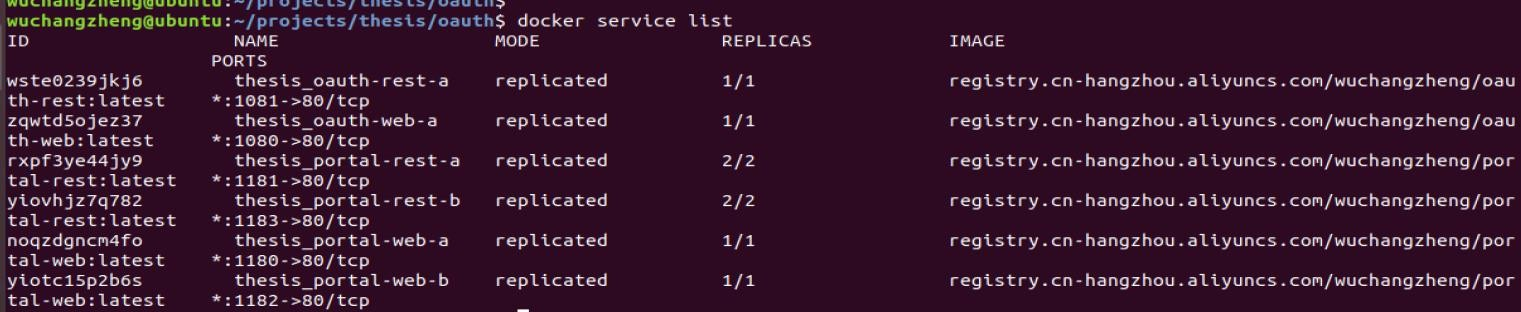 wuchangzheng@ubuntu:~/projects/thesis/oauth$
wuchangzheng@ubuntu:~/projects/thesis/oauth$ docker service list
ID                  NAME                   MODE                REPLICAS            IMAGE
                  PORTS
wste0239jkj6        thesis_oauth-rest-a    replicated          1/1                 registry.cn-hangzhou.aliyuncs.com/wuchangzheng/oau
th-rest:latest    *:1081->80/tcp
zqwtd5ojez37        thesis_oauth-web-a     replicated          1/1                 registry.cn-hangzhou.aliyuncs.com/wuchangzheng/oau
th-web:latest     *:1080->80/tcp
rxpf3ye44jy9        thesis_portal-rest-a   replicated          2/2                 registry.cn-hangzhou.aliyuncs.com/wuchangzheng/por
tal-rest:latest   *:1181->80/tcp
yiovhjz7q782        thesis_portal-rest-b   replicated          2/2                 registry.cn-hangzhou.aliyuncs.com/wuchangzheng/por
tal-rest:latest   *:1183->80/tcp
noqzdgncm4fo        thesis_portal-web-a    replicated          1/1                 registry.cn-hangzhou.aliyuncs.com/wuchangzheng/por
tal-web:latest    *:1180->80/tcp
yiotc15p2b6s        thesis_portal-web-b    replicated          1/1                 registry.cn-hangzhou.aliyuncs.com/wuchangzheng/por
tal-web:latest    *:1182->80/tcp